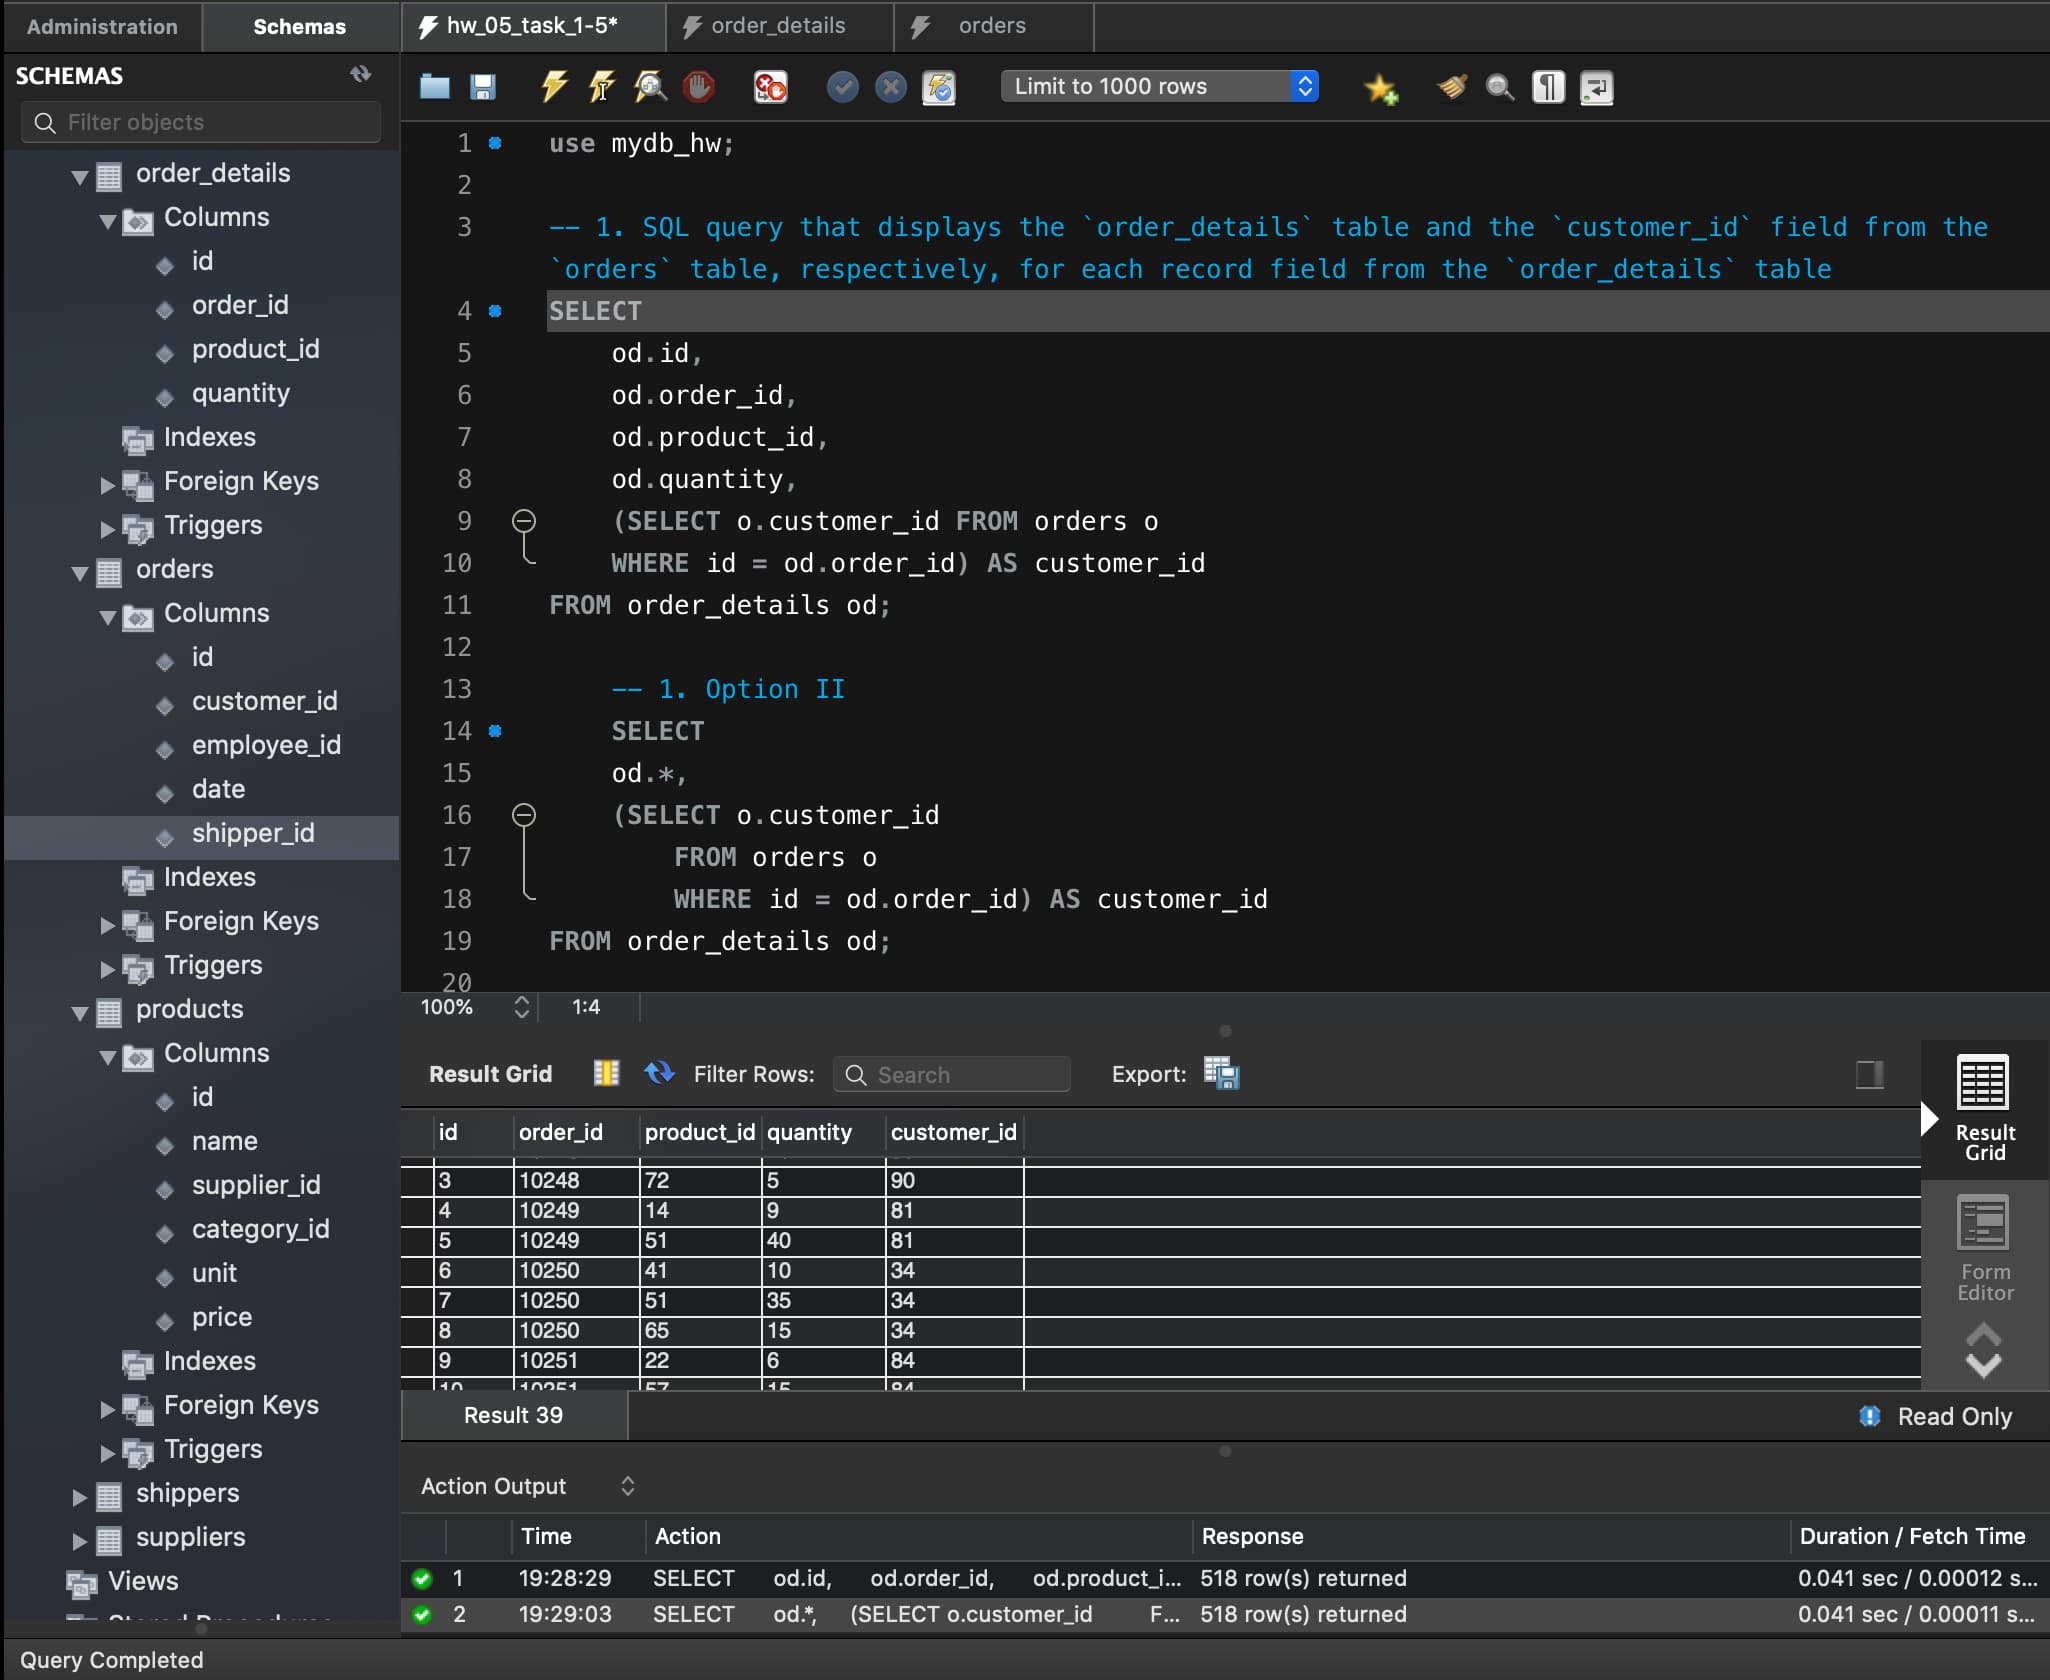 Administration
Schemas
SCHEMAS
Filter objects
order_details
Columns
id
order_id
product_id
quantity
Indexes
Foreign Keys
Triggers
orders
Columns
id
customer_id
employee_id
date
shipper_id
Indexes
Foreign Keys
Triggers
products
Columns
id
name
supplier_id
category_id
unit
price
Indexes
Foreign Keys
Triggers
shippers
suppliers
Views
Stored Procedures
hw_05_task_1-5*
order_details
orders
Limit to 1000 rows
1 use mydb_hw;
2
3 -- 1. SQL query that displays the `order_details` table and the `customer_id` field from the
`orders` table, respectively, for each record field from the `order_details` table
4 SELECT
5 od.id,
6 od.order_id,
7 od.product_id,
8 od.quantity,
9 (SELECT o.customer_id FROM orders o
10 WHERE id = od.order_id) AS customer_id
11 FROM order_details od;
12
13 -- 1. Option II
14 SELECT
15 od.*,
16 (SELECT o.customer_id
17 FROM orders o
18 WHERE id = od.order_id) AS customer_id
19 FROM order_details od;
20
100% 1:4
Result Grid Filter Rows: Search Export:
id order_id product_id quantity customer_id
3 10248 72 5 90
4 10249 14 9 81
5 10249 51 40 81
6 10250 41 10 34
7 10250 51 35 34
8 10250 65 15 34
9 10251 22 6 84
10 10251 57 15 84
Result
Grid
Form
Editor
Result 39
Read Only
Action Output
Time Action Response Duration / Fetch Time
1 19:28:29 SELECT od.id, od.order_id, od.product_i... 518 row(s) returned 0.041 sec / 0.00012 s...
2 19:29:03 SELECT od.*, (SELECT o.customer_id F... 518 row(s) returned 0.041 sec / 0.00011 s...
Query Completed